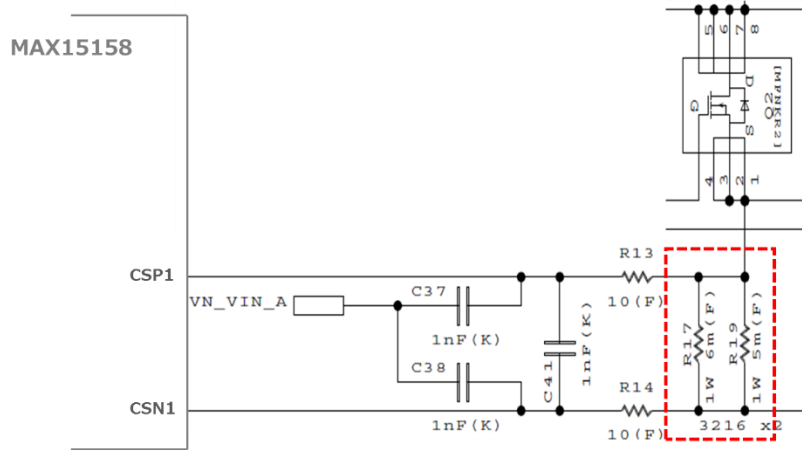 MAX15158
5
6
7
8
D
[MPNKR2]
Q2
G
S
4
3
2
1
R13
CSP1
C37
10(F)
VN_VIN_A
1nF(K)
1nF(K)
C41
R17
1W 6m(F)
R19
1W 5m(F)
C38
R14
CSN1
1nF(K)
10(F)
3216 x2